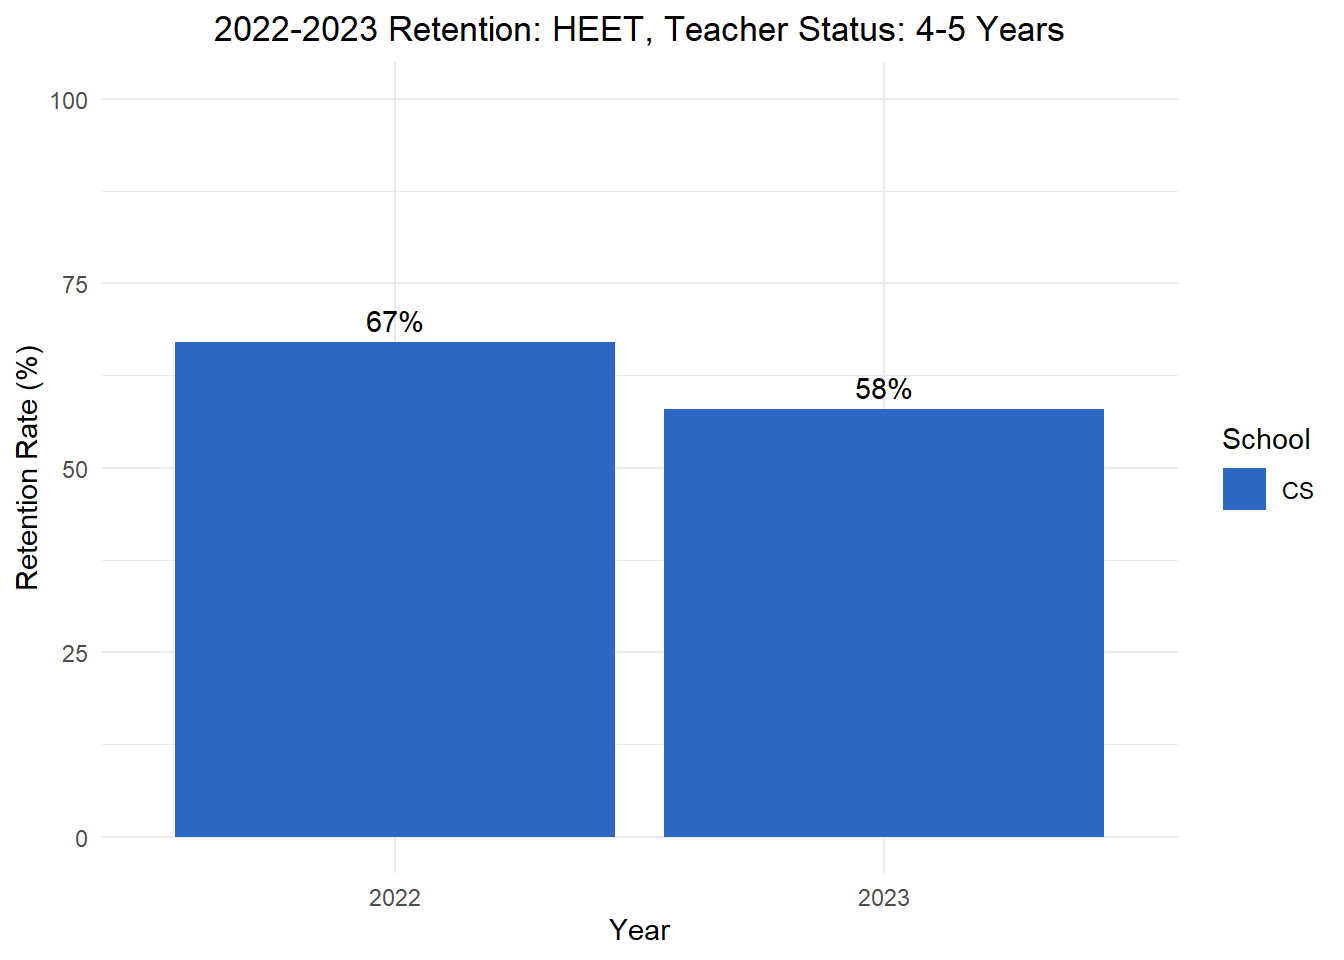 2022-2023 Retention: HEET, Teacher Status: 4-5 Years
Retention Rate (%)
100
75
50
25
0
67%
58%
2022
2023
Year
School
CS